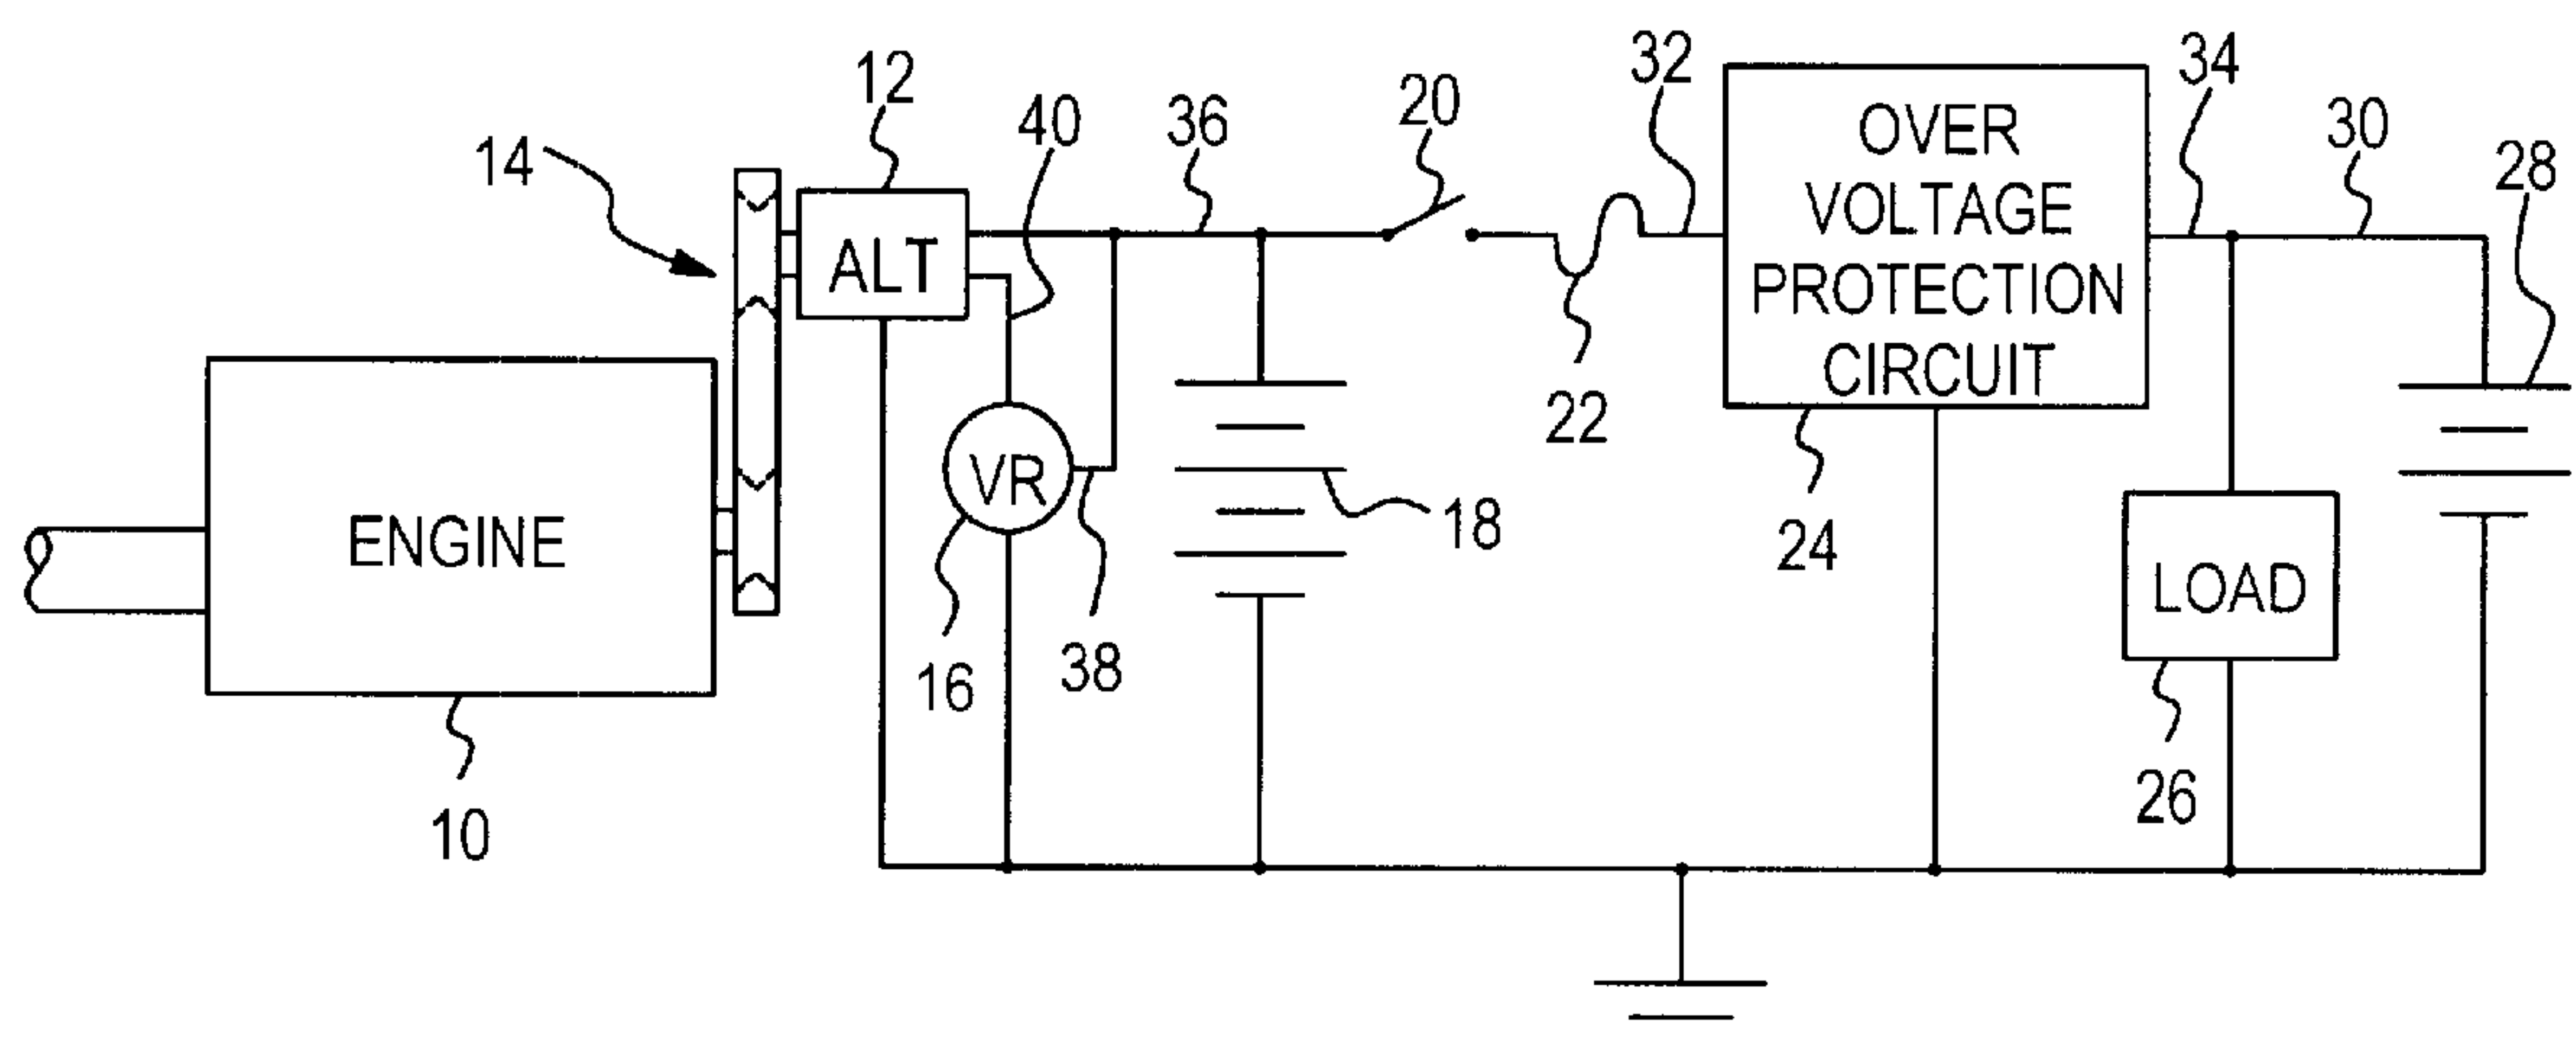 12
14
40
36
20
32
34
30
28
OVER
VOLTAGE
PROTECTION
CIRCUIT
ALT
22
VR
18
24
ENGINE
LOAD
16
38
26
10